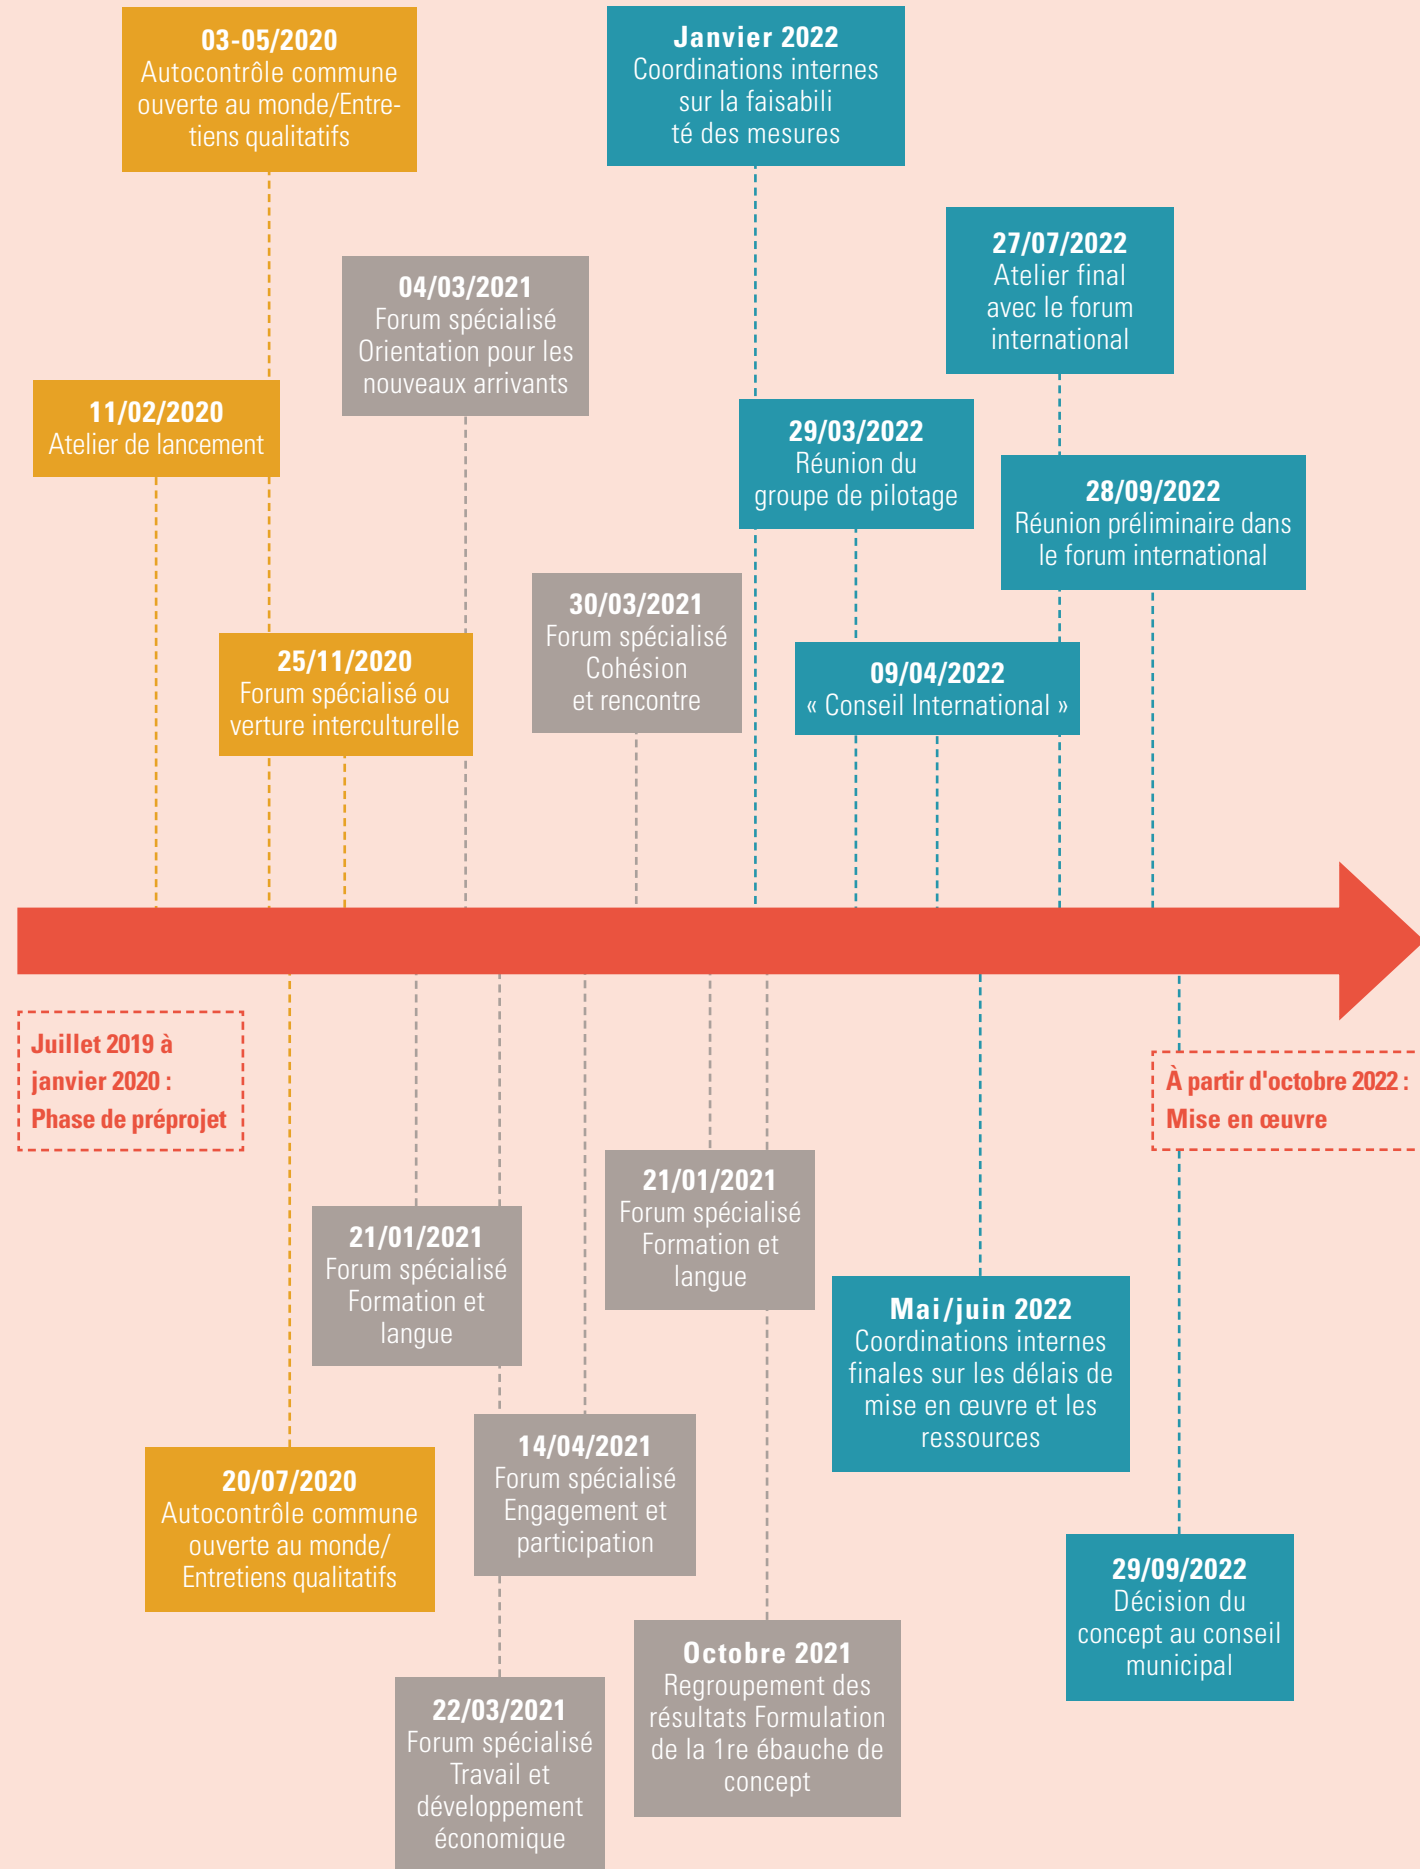 03-05/2020
Autocontrôle commune
ouverte au monde/Entre-
tiens qualitatifs
Janvier 2022
Coordinations internes
sur la faisabili
té des mesures
27/07/2022
Atelier final
avec le forum
international
04/03/2021
Forum spécialisé
Orientation pour les
nouveaux arrivants
11/02/2020
Atelier de lancement
29/03/2022
Réunion du
groupe de pilotage
28/09/2022
Réunion préliminaire dans
le forum international
30/03/2021
Forum spécialisé
Cohésion
et rencontre
25/11/2020
Forum spécialisé ou
verture interculturelle
09/04/2022
« Conseil International »
Juillet 2019 à
janvier 2020 :
Phase de préprojet
À partir d'octobre 2022 :
Mise en œuvre
21/01/2021
Forum spécialisé
Formation et
langue
21/01/2021
Forum spécialisé
Formation et
langue
Mai/juin 2022
Coordinations internes
finales sur les délais de
mise en œuvre et les
ressources
14/04/2021
Forum spécialisé
Engagement et
participation
20/07/2020
Autocontrôle commune
ouverte au monde/
Entretiens qualitatifs
29/09/2022
Décision du
concept au conseil
municipal
Octobre 2021
Regroupement des
résultats Formulation
de la 1re ébauche de
concept
22/03/2021
Forum spécialisé
Travail et
développement
économique